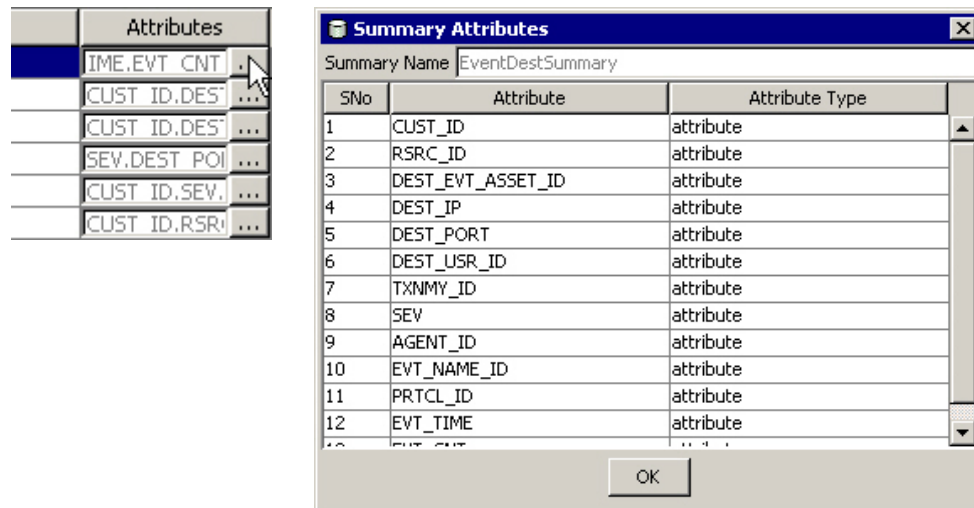 Attributes
IME.EVT_CNT ...
CUST_ID.DEST ...
CUST_ID.DEST ...
SEV.DEST_POI ...
CUST_ID.SEV. ...
CUST_ID.RSR ...
Summary Attributes
Summary Name EventDestSummary
SNo Attribute Attribute Type
1 CUST_ID attribute
2 RSRC_ID attribute
3 DEST_EVT_ASSET_ID attribute
4 DEST_IP attribute
5 DEST_PORT attribute
6 DEST_USR_ID attribute
7 TXNMY_ID attribute
8 SEV attribute
9 AGENT_ID attribute
10 EVT_NAME_ID attribute
11 PRTCL_ID attribute
12 EVT_TIME attribute
OK